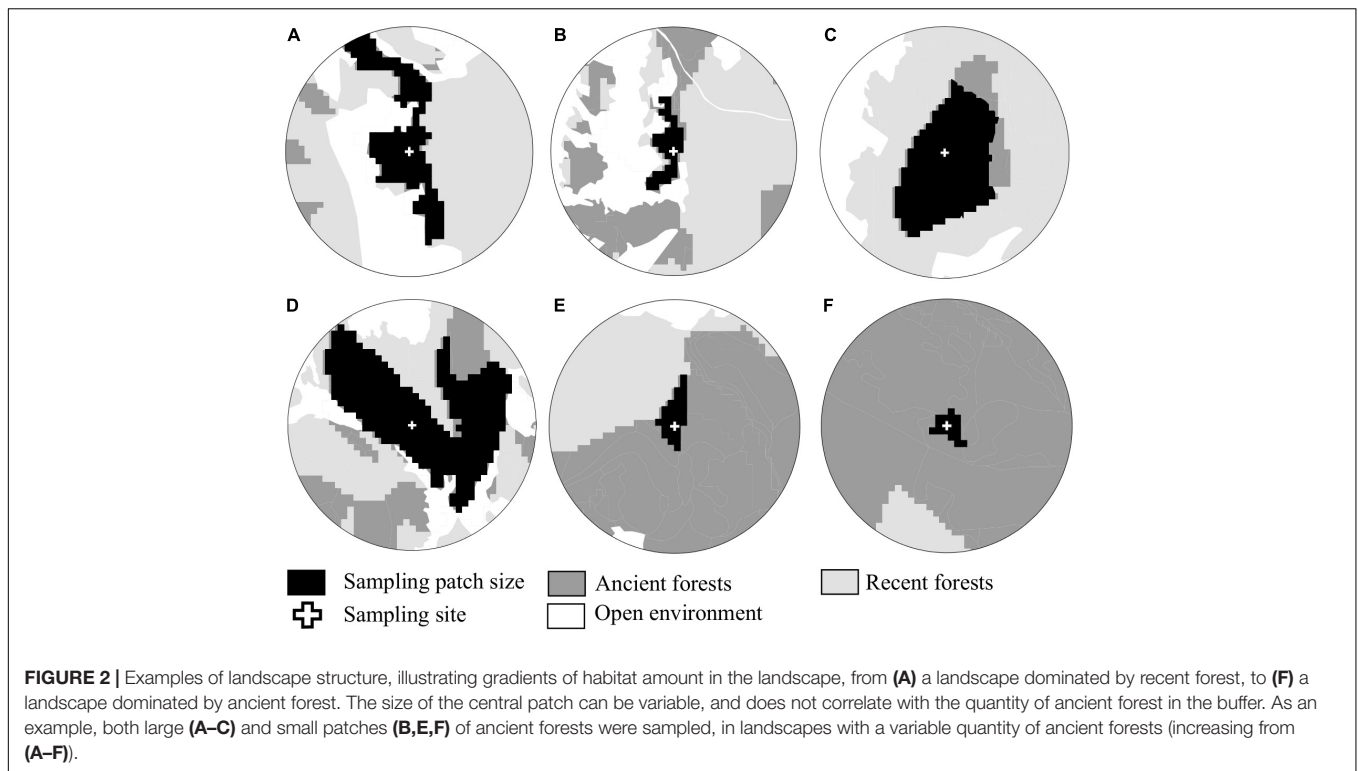 A
B
C
D
E
F
Sampling patch size
Ancient forests
Recent forests
Sampling site
Open environment
FIGURE 2 | Examples of landscape structure, illustrating gradients of habitat amount in the landscape, from (A) a landscape dominated by recent forest, to (F) a
landscape dominated by ancient forest. The size of the central patch can be variable, and does not correlate with the quantity of ancient forest in the buffer. As an
example, both large (A–C) and small patches (B,E,F) of ancient forests were sampled, in landscapes with a variable quantity of ancient forests (increasing from
(A–F)).